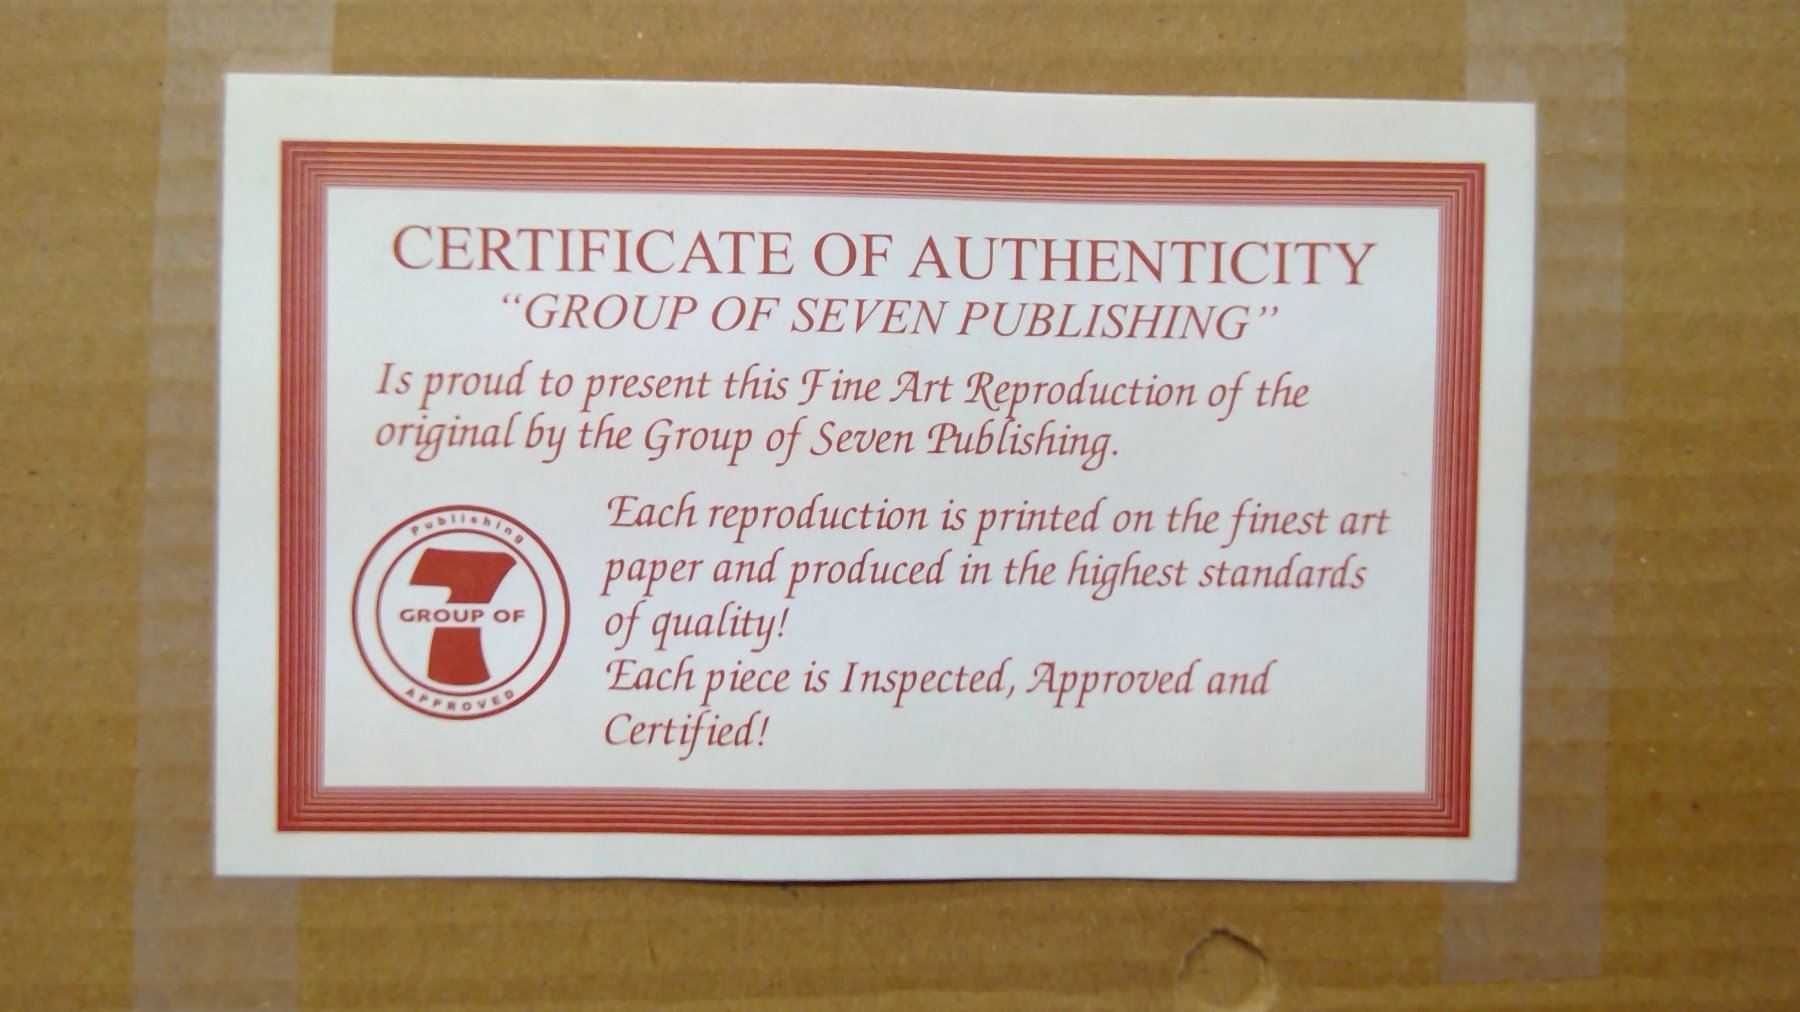 CERTIFICATE OF AUTHENTICITY
“GROUP OF SEVEN PUBLISHING”
Is proud to present this Fine Art Reproduction of the
original by the Group of Seven Publishing.
Each reproduction is printed on the finest art
paper and produced in the highest standards
of quality!
Each piece is Inspected, Approved and
Certified!
Publishing
7
GROUP OF
APPROVED